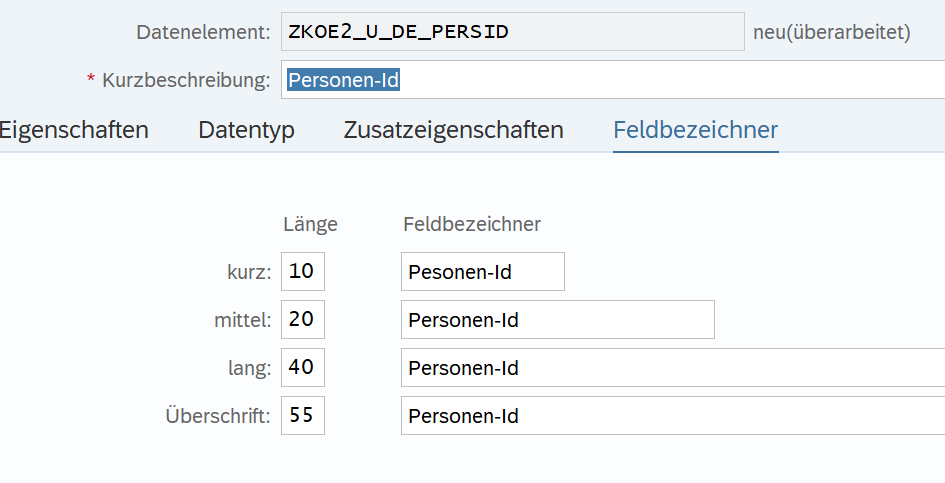 Datenelement: ZKOE2_U_DE_PERSID neu(überarbeitet)
* Kurzbeschreibung: Personen-Id
Eigenschaften Datentyp Zusatzeigenschaften Feldbezeichner
Länge Feldbezeichner
kurz: 10 Pesonen-Id
mittel: 20 Personen-Id
lang: 40 Personen-Id
Überschrift: 55 Personen-Id